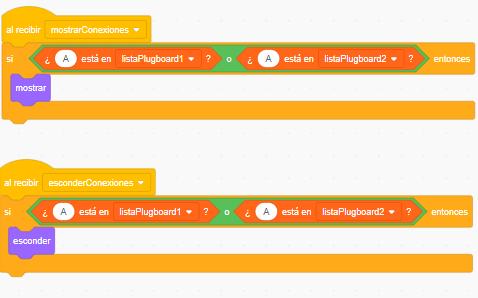 al recibir mostrarConexiones
si ¿ A está en listaPlugboard1 ? o ¿ A está en listaPlugboard2 ? entonces
mostrar
al recibir esconderConexiones
si ¿ A está en listaPlugboard1 ? o ¿ A está en listaPlugboard2 ? entonces
esconder